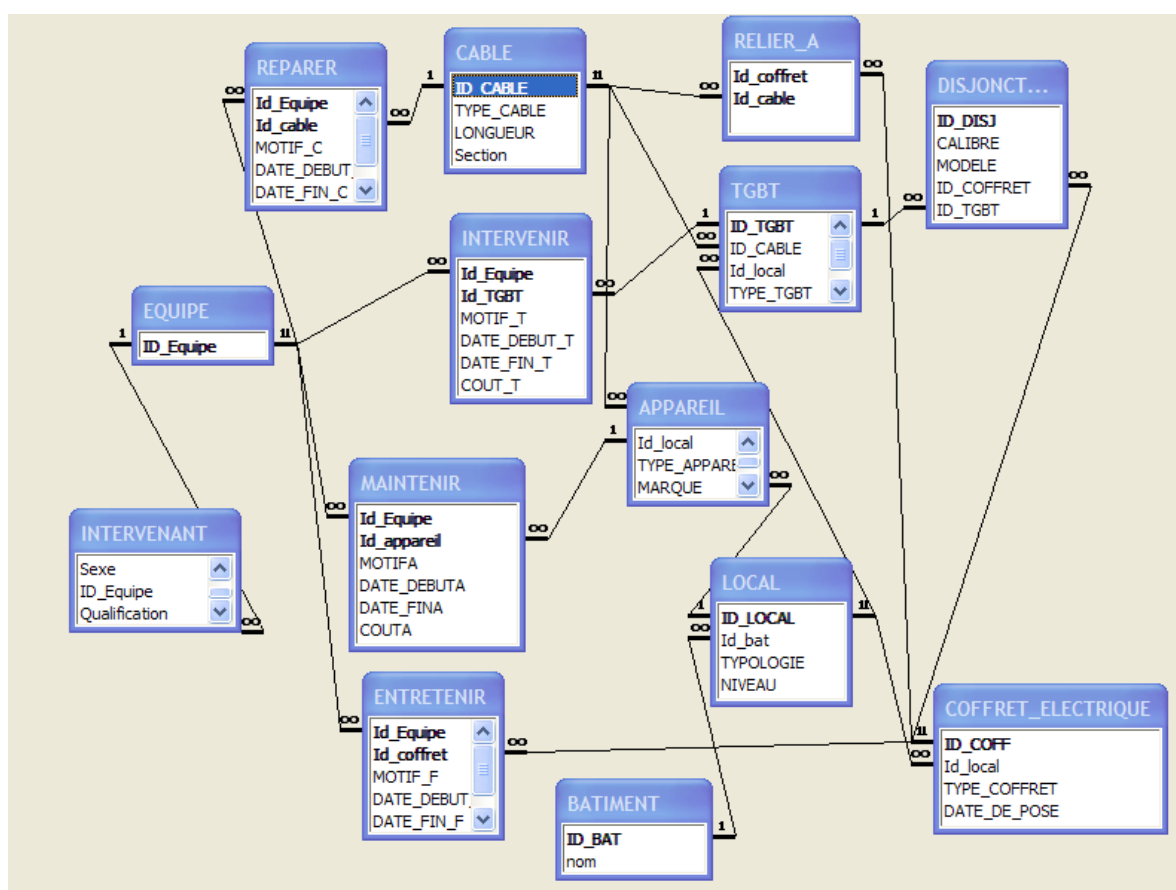 REPARER
Id_Equipe
Id_cable
MOTIF_C
DATE_DEBUT_
DATE_FIN_C
CABLE
ID_CABLE
TYPE_CABLE
LONGUEUR
Section
RELIER_A
Id_coffret
Id_cable
DISJONCT...
ID_DISJ
CALIBRE
MODELE
ID_COFFRET
ID_TGBT
TGBT
ID_TGBT
ID_CABLE
Id_local
TYPE_TGBT
INTERVENIR
Id_Equipe
Id_TGBT
MOTIF_T
DATE_DEBUT_T
DATE_FIN_T
COUT_T
EQUIPE
ID_Equipe
APPAREIL
Id_local
TYPE_APPARE
MARQUE
MAINTENIR
Id_Equipe
Id_appareil
MOTIFA
DATE_DEBUTA
DATE_FINA
COUTA
INTERVENANT
Sexe
ID_Equipe
Qualification
LOCAL
ID_LOCAL
Id_bat
TYPOLOGIE
NIVEAU
ENTRETENIR
Id_Equipe
Id_coffret
MOTIF_F
DATE_DEBUT_
DATE_FIN_F
COFFRET_ELECTRIQUE
ID_COFF
Id_local
TYPE_COFFRET
DATE_DE_POSE
BATIMENT
ID_BAT
nom